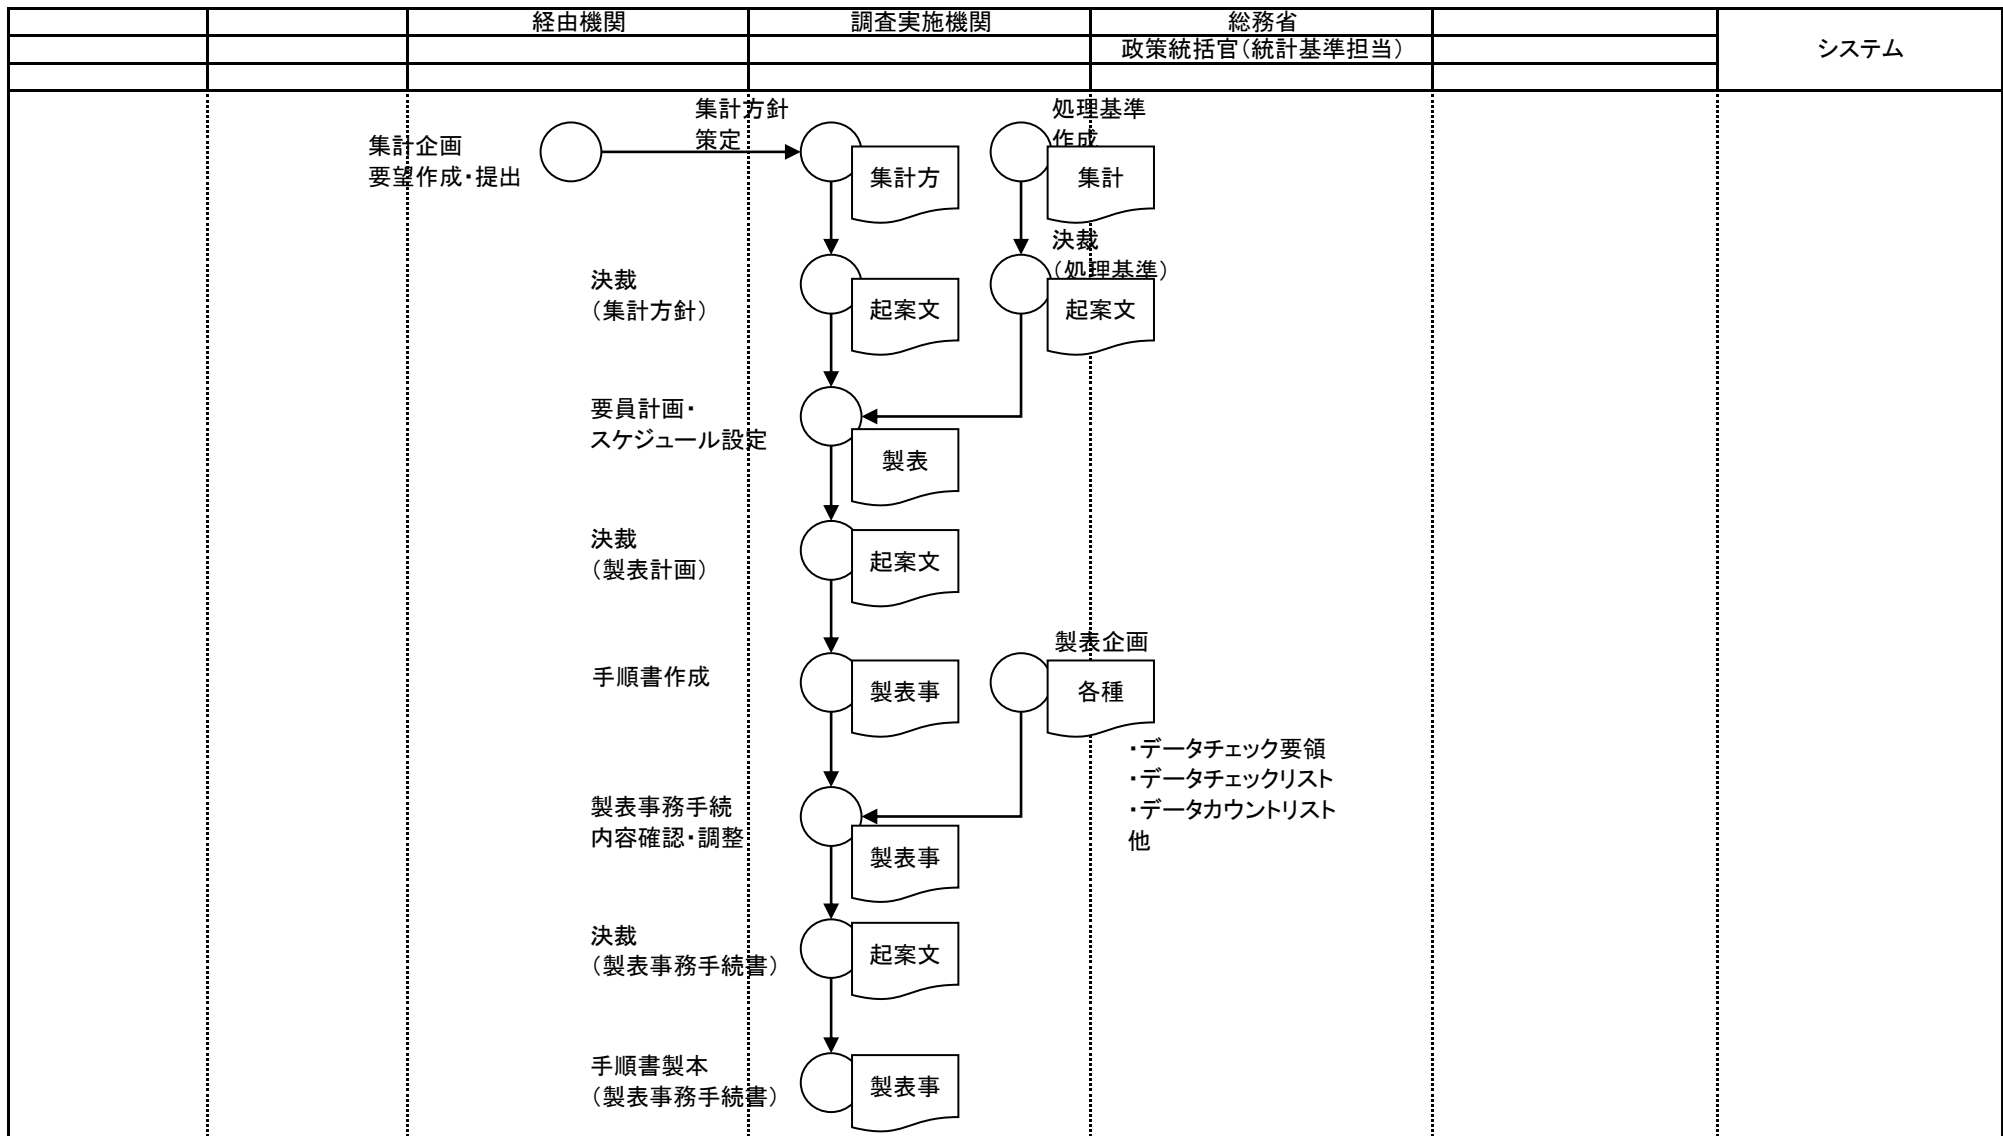 経由機関
調査実施機関
総務省
政策統括官（統計基準担当）
システム
集計企画
要望作成・提出
集計方針
策定
集計方
処理基準
作成
集計
決裁
（集計方針）
起案文
決裁
（処理基準）
起案文
要員計画・
スケジュール設定
製表
決裁
（製表計画）
起案文
手順書作成
製表事
製表企画
各種
・データチェック要領
・データチェックリスト
・データカウントリスト
他
製表事務手続
内容確認・調整
製表事
決裁
（製表事務手続書）
起案文
手順書製本
（製表事務手続書）
製表事